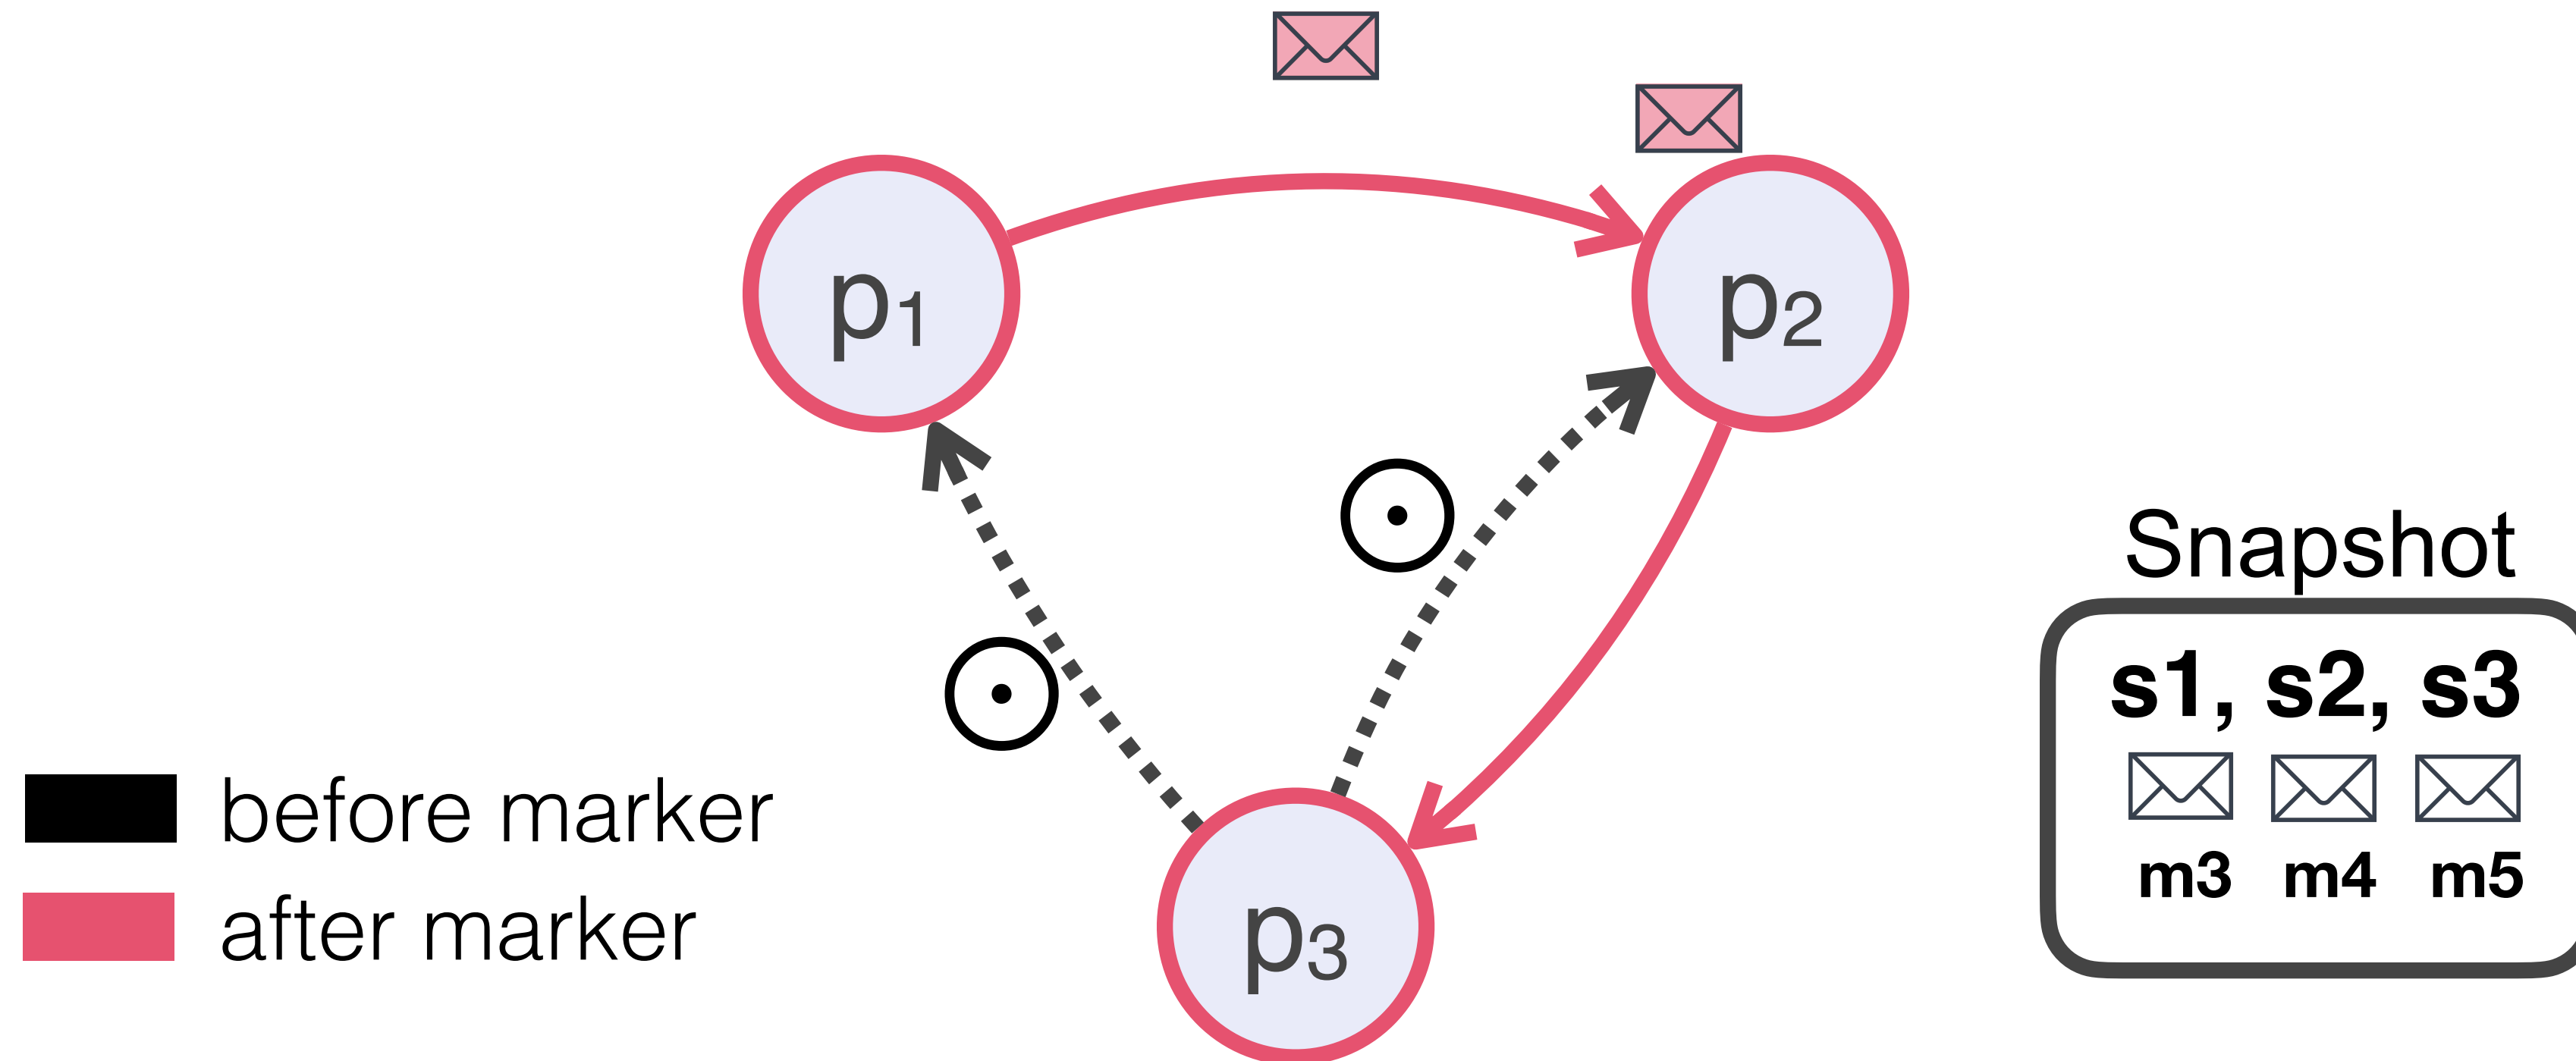 p1
p2
p3
before marker
after marker
Snapshot
s1, s2, s3
m3 m4 m5